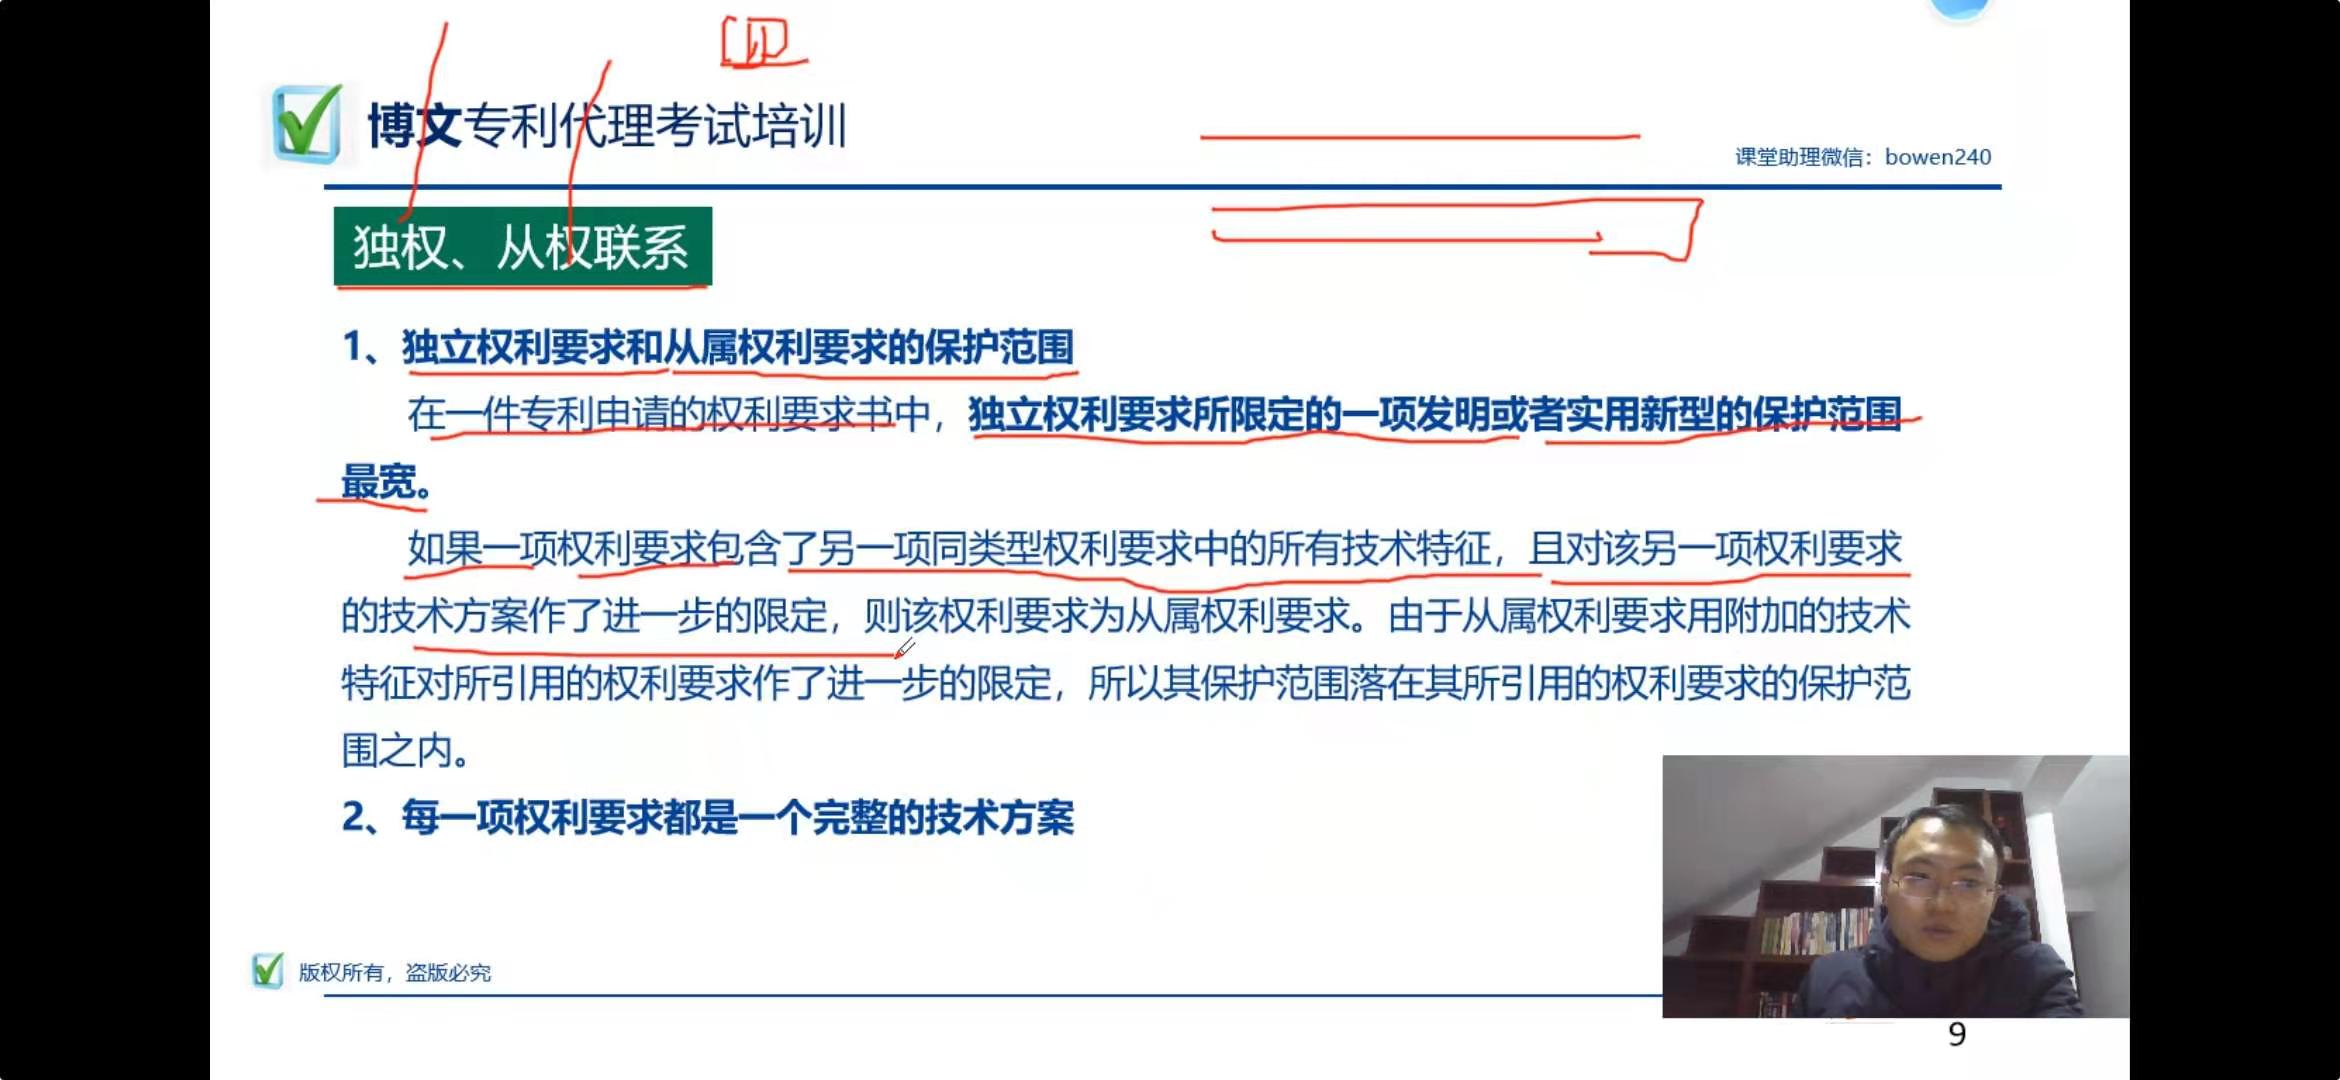 博文专利代理考试培训
课堂助理微信：bowen240
独权、从权联系
1、独立权利要求和从属权利要求的保护范围
在一件专利申请的权利要求书中，独立权利要求所限定的一项发明或者实用新型的保护范围
最宽。
如果一项权利要求包含了另一项同类型权利要求中的所有技术特征，且对该另一项权利要求
的技术方案作了进一步的限定，则该权利要求为从属权利要求。由于从属权利要求用附加的技术
特征对所引用的权利要求作了进一步的限定，所以其保护范围落在其所引用的权利要求的保护范
围之内。
2、每一项权利要求都是一个完整的技术方案
版权所有，盗版必究
9